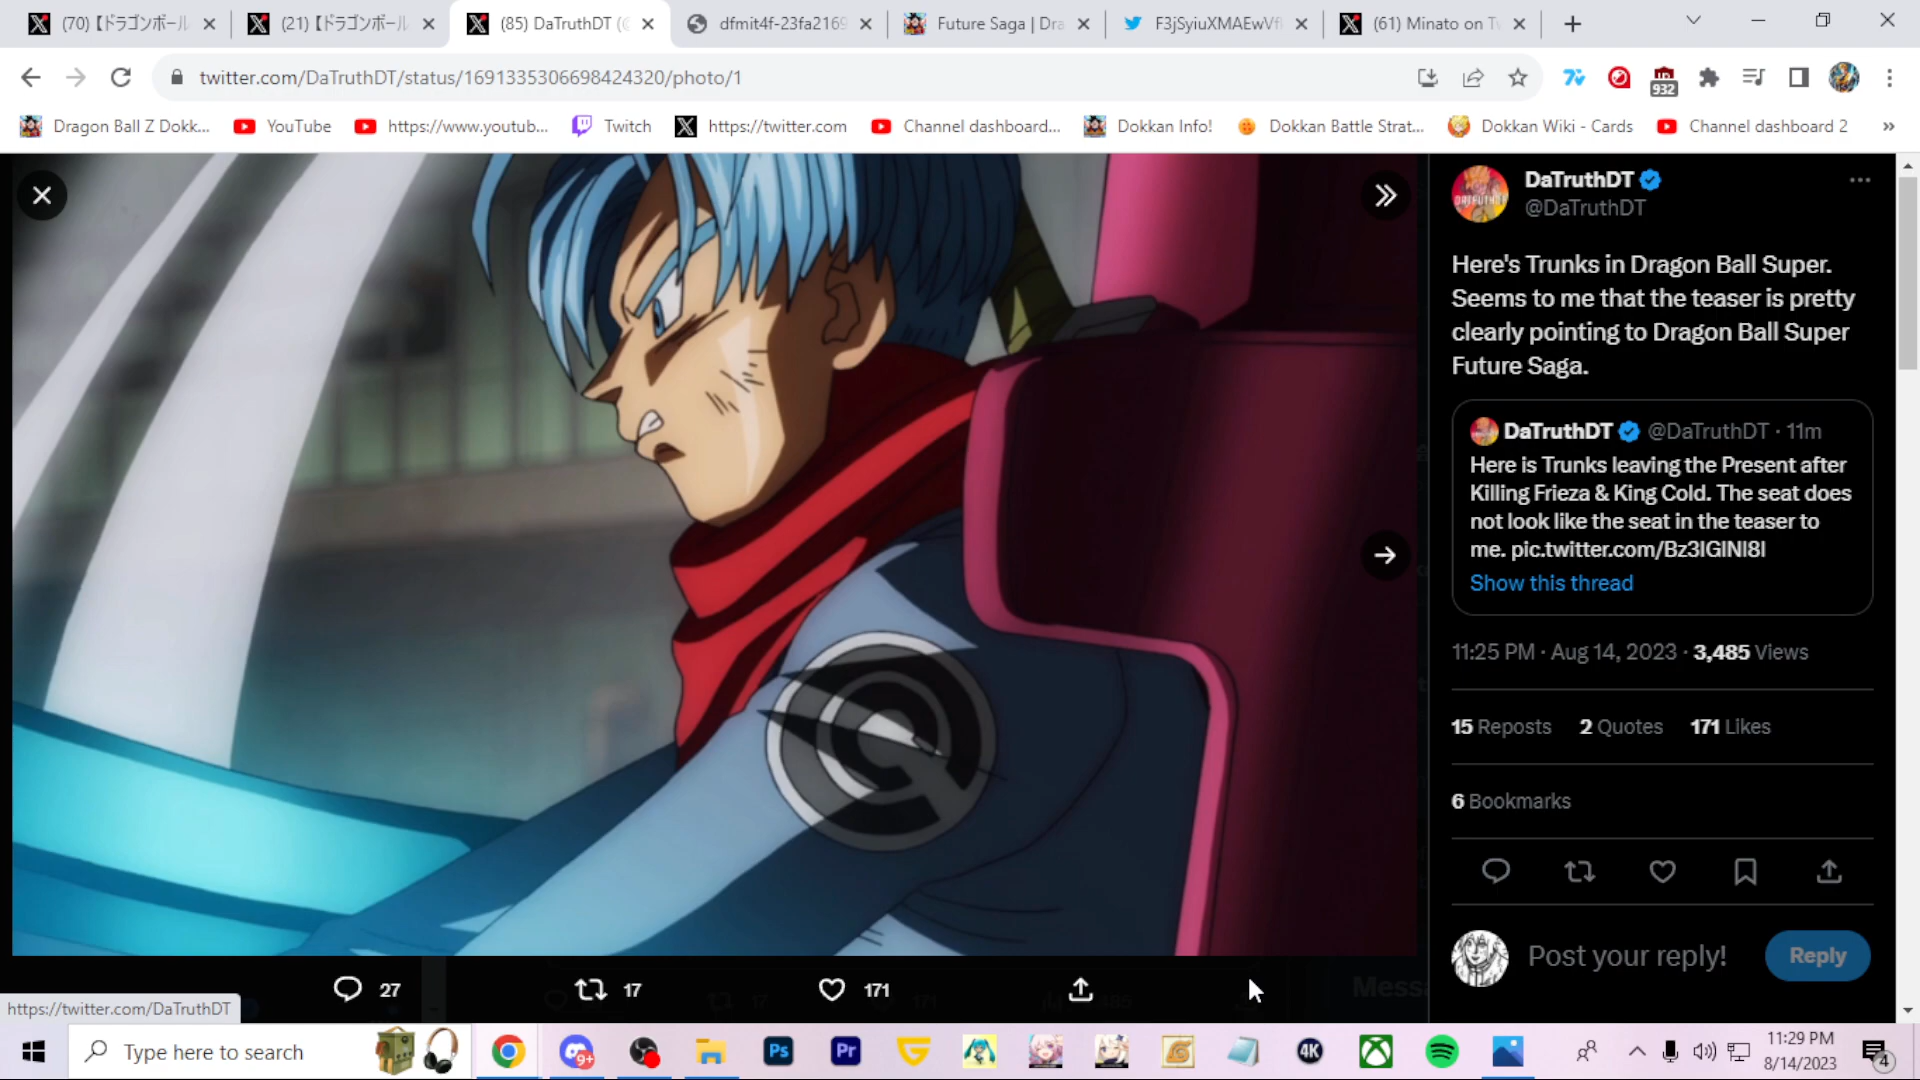 (70)【ドラゴンボール
(21)【ドラゴンボール
(85) DaTruthDT (@
dfmit4f-23fa2169
Future Saga | Dra
F3jSyiuXMAEwVf
(61) Minato on Tw
twitter.com/DaTruthDT/status/1691335306698424320/photo/1
932
Dragon Ball Z Dokk...
YouTube
https://www.youtub...
Twitch
https://twitter.com
Channel dashboard...
Dokkan Info!
Dokkan Battle Strat...
Dokkan Wiki - Cards
Channel dashboard 2
DaTruthDT
@DaTruthDT
Here's Trunks in Dragon Ball Super.
Seems to me that the teaser is pretty
clearly pointing to Dragon Ball Super
Future Saga.
DaTruthDT @DaTruthDT · 11m
Here is Trunks leaving the Present after
Killing Frieza & King Cold. The seat does
not look like the seat in the teaser to
me. pic.twitter.com/Bz3IGINI8I
Show this thread
11:25 PM · Aug 14, 2023 · 3,485 Views
15 Reposts 2 Quotes 171 Likes
6 Bookmarks
Post your reply!
Reply
27
17
171
https://twitter.com/DaTruthDT
Type here to search
9+
Ps
Pr
4K
11:29 PM
8/14/2023
4